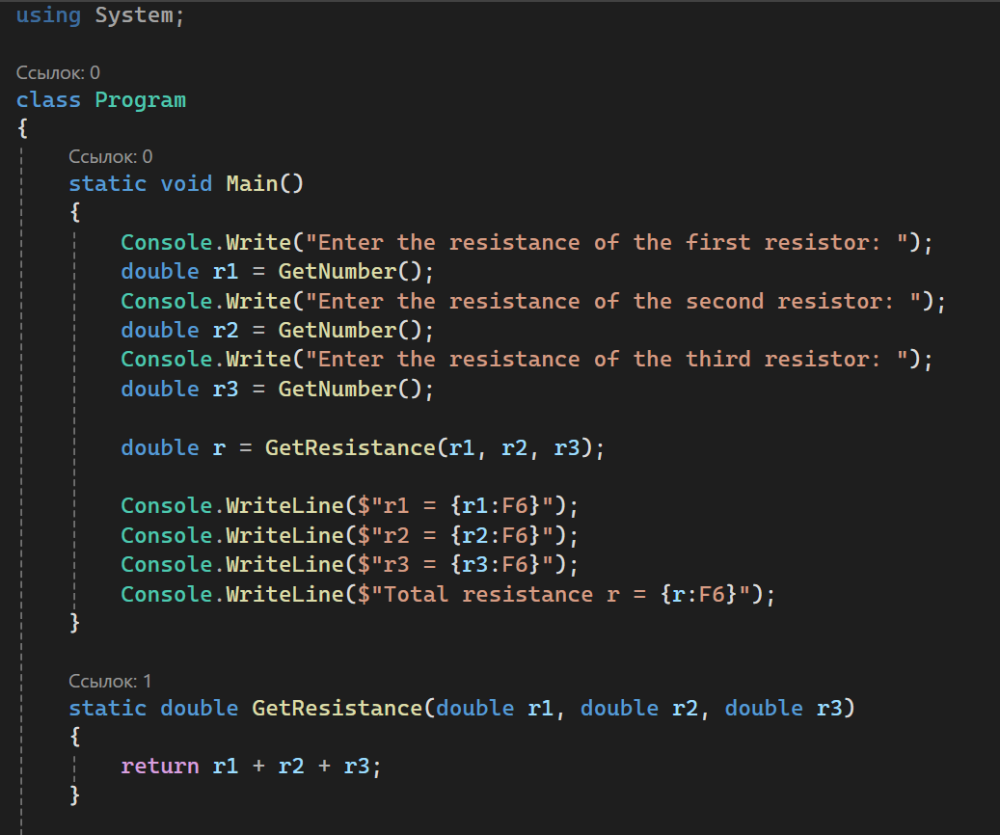 using System;
Ссылок: 0
class Program
{
Ссылок: 0
static void Main()
{
Console.Write("Enter the resistance of the first resistor: ");
double r1 = GetNumber();
Console.Write("Enter the resistance of the second resistor: ");
double r2 = GetNumber();
Console.Write("Enter the resistance of the third resistor: ");
double r3 = GetNumber();
double r = GetResistance(r1, r2, r3);
Console.WriteLine($"r1 = {r1:F6}");
Console.WriteLine($"r2 = {r2:F6}");
Console.WriteLine($"r3 = {r3:F6}");
Console.WriteLine($"Total resistance r = {r:F6}");
}
Ссылок: 1
static double GetResistance(double r1, double r2, double r3)
{
return r1 + r2 + r3;
}